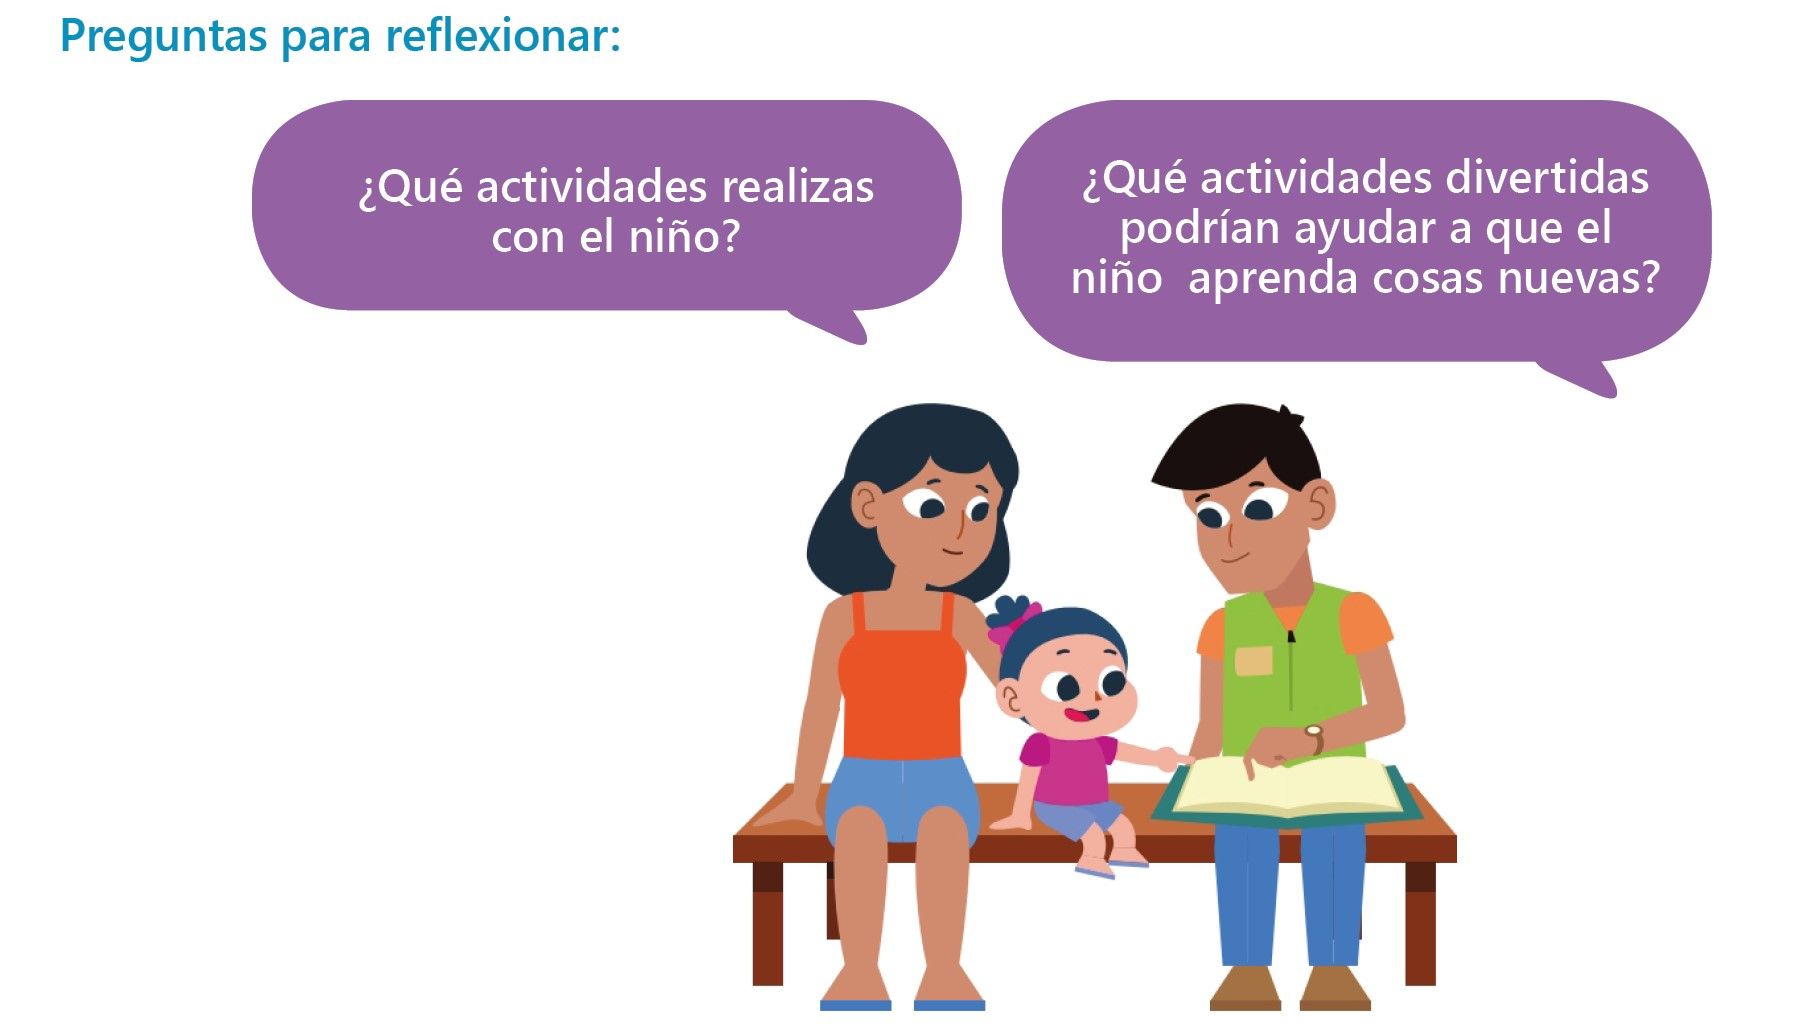 Preguntas para reflexionar:
¿Qué actividades realizas
con el niño?
¿Qué actividades divertidas
podrían ayudar a que el
niño  aprenda cosas nuevas?